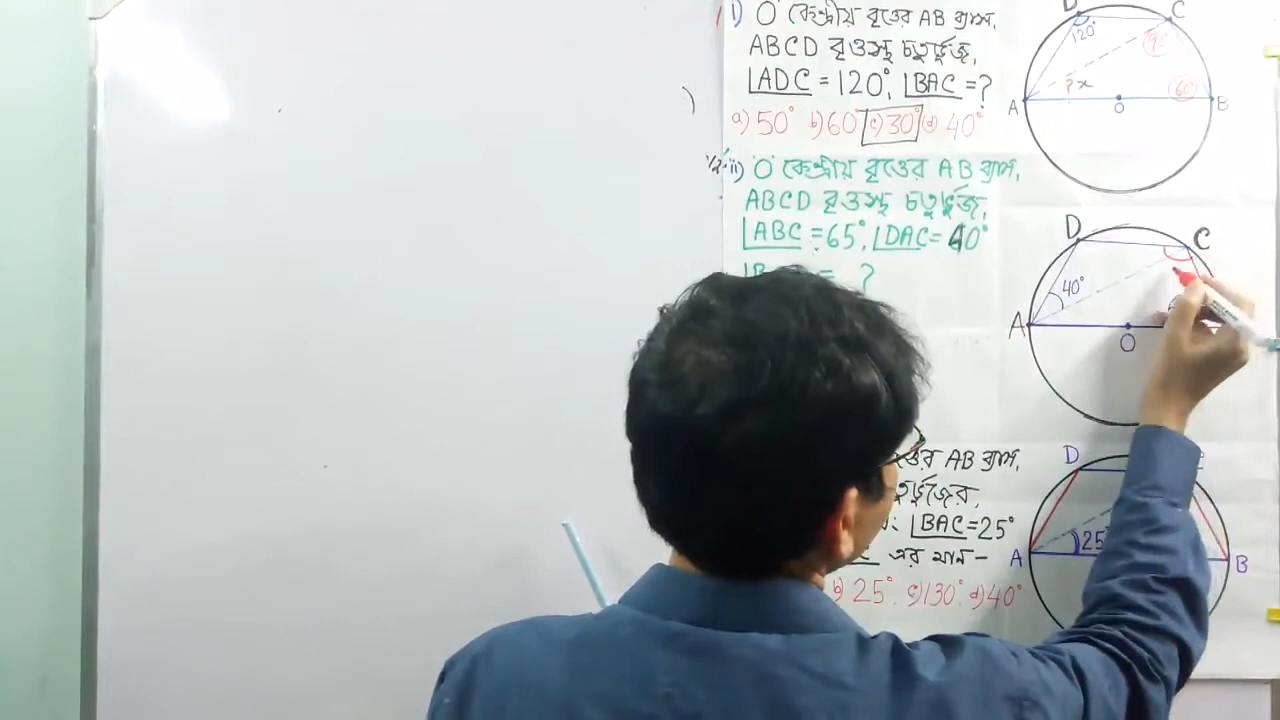 i) 'O' কেন্দ্রীয় বৃত্তের AB ব্যাস,
ABCD বৃত্তস্থ চতুর্ভুজ,
∠ADC = 120°, ∠BAC = ?
a) 50° b) 60° c) 30° d) 40°
ii) 'O' কেন্দ্রীয় বৃত্তের AB ব্যাস,
ABCD বৃত্তস্থ চতুর্ভুজ,
∠ABC = 65°, ∠DAC = 40°
= ?
AB ব্যাস,
∠BAC = 25°
এর মান-
b) 25° c) 130° d) 40°
D C
120° 90°
? x 60°
A O B
D C
40°
A O
D
25°
A B